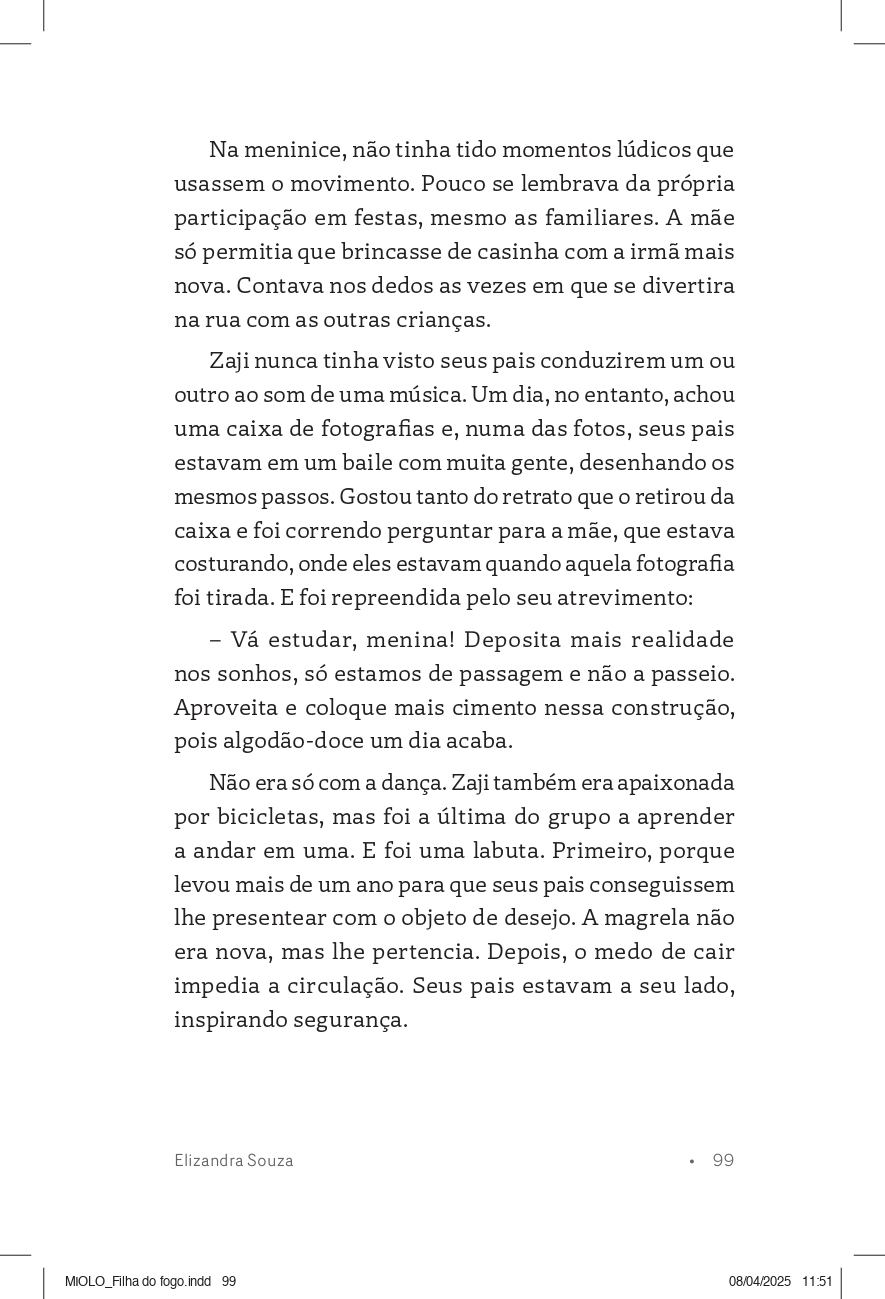 Na meninice, não tinha tido momentos lúdicos que
usassem o movimento. Pouco se lembrava da própria
participação em festas, mesmo as familiares. A mãe
só permitia que brincasse de casinha com a irmã mais
nova. Contava nos dedos as vezes em que se divertira
na rua com as outras crianças.
Zaji nunca tinha visto seus pais conduzirem um ou
outro ao som de uma música. Um dia, no entanto, achou
uma caixa de fotografias e, numa das fotos, seus pais
estavam em um baile com muita gente, desenhando os
mesmos passos. Gostou tanto do retrato que o retirou da
caixa e foi correndo perguntar para a mãe, que estava
costurando, onde eles estavam quando aquela fotografia
foi tirada. E foi repreendida pelo seu atrevimento:
– Vá estudar, menina! Deposita mais realidade
nos sonhos, só estamos de passagem e não a passeio.
Aproveita e coloque mais cimento nessa construção,
pois algodão-doce um dia acaba.
Não era só com a dança. Zaji também era apaixonada
por bicicletas, mas foi a última do grupo a aprender
a andar em uma. E foi uma labuta. Primeiro, porque
levou mais de um ano para que seus pais conseguissem
lhe presentear com o objeto de desejo. A magrela não
era nova, mas lhe pertencia. Depois, o medo de cair
impedia a circulação. Seus pais estavam a seu lado,
inspirando segurança.
Elizandra Souza • 99
MIOLO_Filha do fogo.indd 99 08/04/2025 11:51